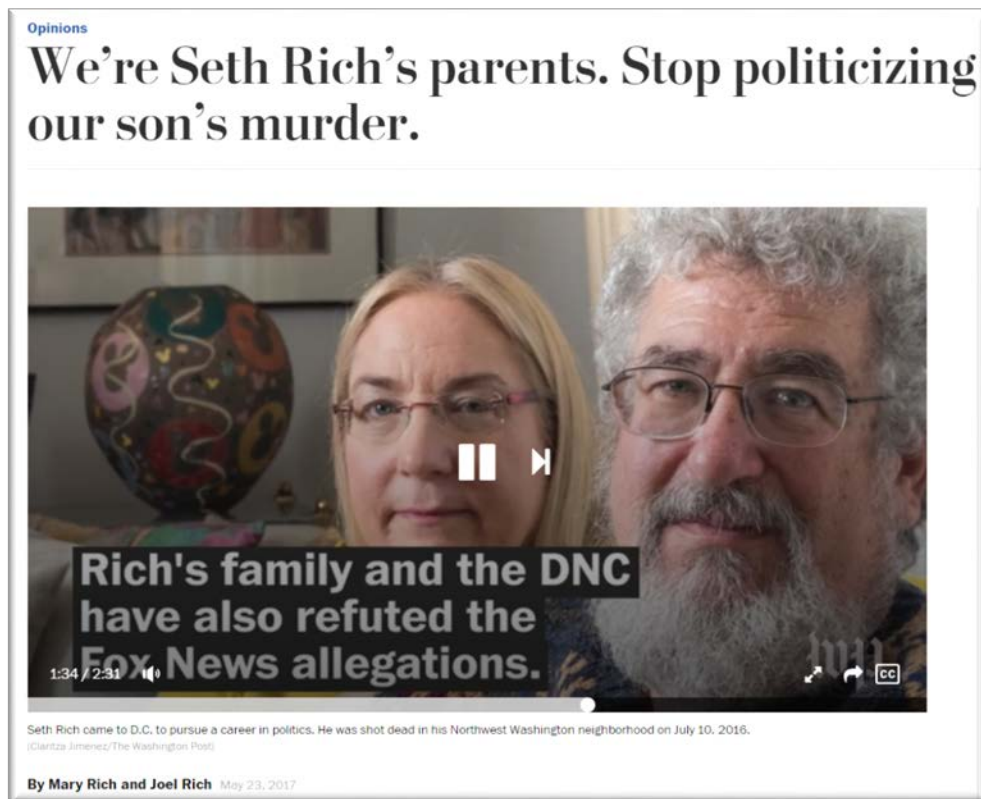 Opinions
We're Seth Rich's parents. Stop politicizing
our son's murder.
Rich's family and the DNC
have also refuted the
Fox News allegations.
1:34 / 2:31
CC
Seth Rich came to D.C. to pursue a career in politics. He was shot dead in his Northwest Washington neighborhood on July 10, 2016.
(Claritza Jimenez/The Washington Post)
By Mary Rich and Joel Rich May 23, 2017